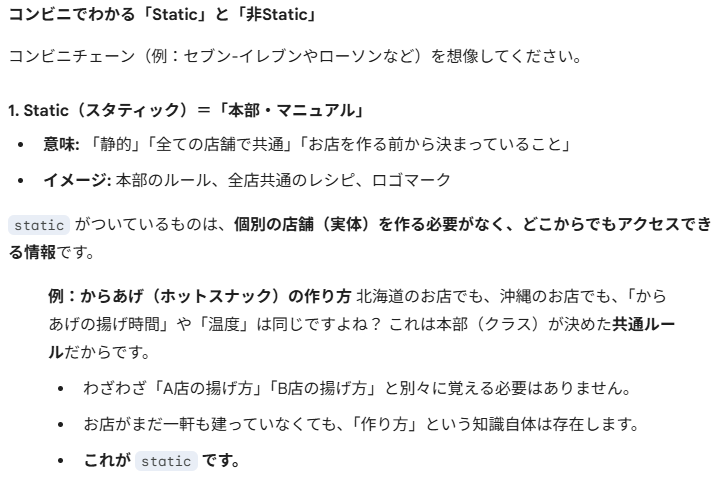 コンビニでわかる「Static」と「非Static」
コンビニチェーン（例：セブン-イレブンやローソンなど）を想像してください。
1. Static（スタティック）＝「本部・マニュアル」
• 意味: 「静的」「全ての店舗で共通」「お店を作る前から決まっていること」
• イメージ: 本部のルール、全店共通のレシピ、ロゴマーク
static がついているものは、個別の店舗（実体）を作る必要がなく、どこからでもアクセスでき
る情報です。
例：からあげ（ホットスナック）の作り方 北海道のお店でも、沖縄のお店でも、「から
あげの揚げ時間」や「温度」は同じですよね？ これは本部（クラス）が決めた共通ルー
ルだからです。
• わざわざ「A店の揚げ方」「B店の揚げ方」と別々に覚える必要はありません。
• お店がまだ一軒も建っていなくても、「作り方」という知識自体は存在します。
• これが static です。